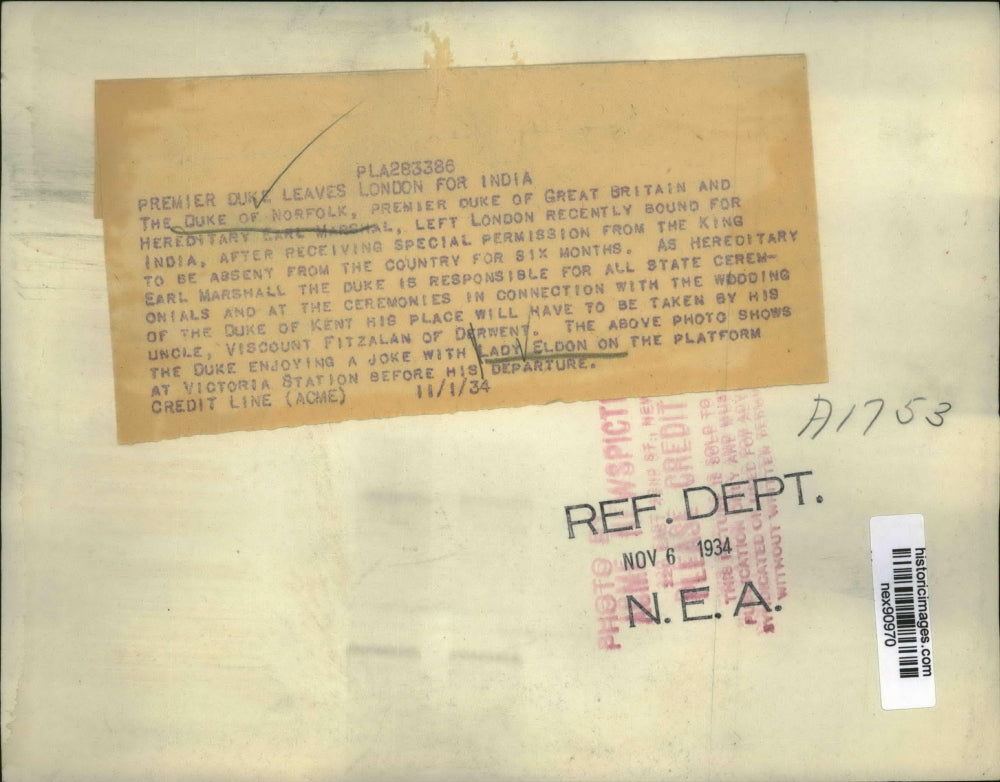 PLA283386
PREMIER DUKE LEAVES LONDON FOR INDIA
THE DUKE OF NORFOLK, PREMIER DUKE OF GREAT BRITAIN AND
HEREDITARY EARL MARSHAL, LEFT LONDON RECENTLY BOUND FOR
INDIA, AFTER RECEIVING SPECIAL PERMISSION FROM THE KING
TO BE ABSENT FROM THE COUNTRY FOR SIX MONTHS. AS HEREDITARY
EARL MARSHALL THE DUKE IS RESPONSIBLE FOR ALL STATE CEREM-
ONIALS AND AT THE CEREMONIES IN CONNECTION WITH THE WEDDING
OF THE DUKE OF KENT HIS PLACE WILL HAVE TO BE TAKEN BY HIS
UNCLE, VISCOUNT FITZALAN OF DERWENT. THE ABOVE PHOTO SHOWS
THE DUKE ENJOYING A JOKE WITH LADY ELDON ON THE PLATFORM
AT VICTORIA STATION BEFORE HIS DEPARTURE.
CREDIT LINE (ACME) 11/1/34
A1753
REF. DEPT.
NOV 6 1934
N.E.A.
PHOTO
CREDIT
WITHOUT
historicimages.com
nex90970